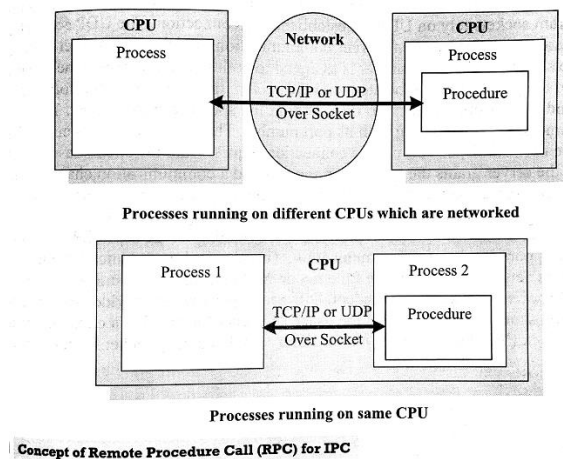 CPU
Network
CPU
Process
Process
Procedure
TCP/IP or UDP
Over Socket
Processes running on different CPUs which are networked
Process 1
CPU
Process 2
TCP/IP or UDP
Procedure
Over Socket
Processes running on same CPU
Concept of Remote Procedure Call (RPC) for IPC